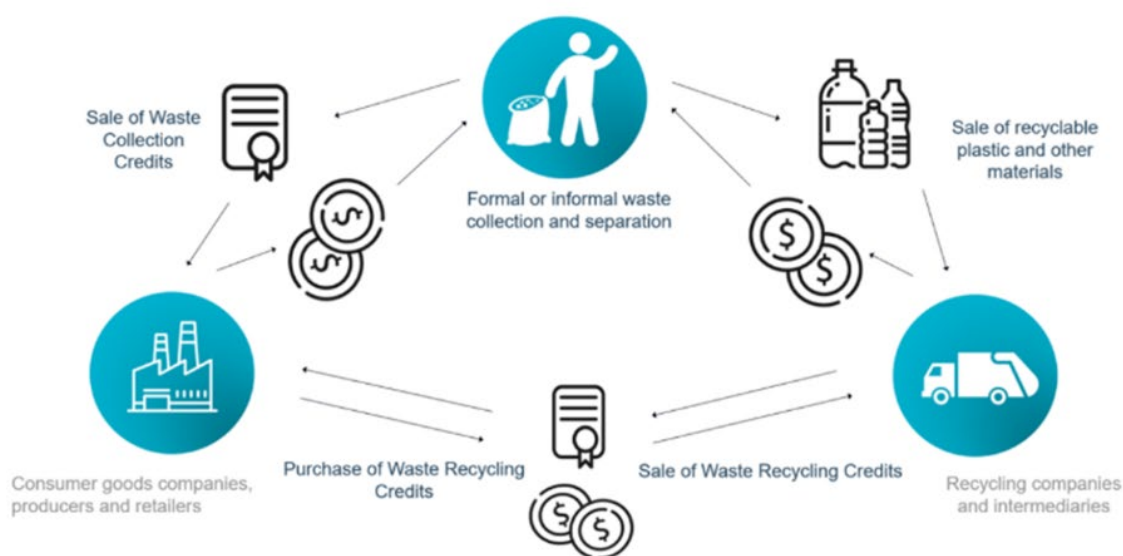 Sale of Waste
Collection
Credits
Formal or informal waste
collection and separation
Sale of recyclable
plastic and other
materials
$
$
$
$
Consumer goods companies,
producers and retailers
Purchase of Waste Recycling
Credits
Sale of Waste Recycling Credits
Recycling companies
and intermediaries
$
$